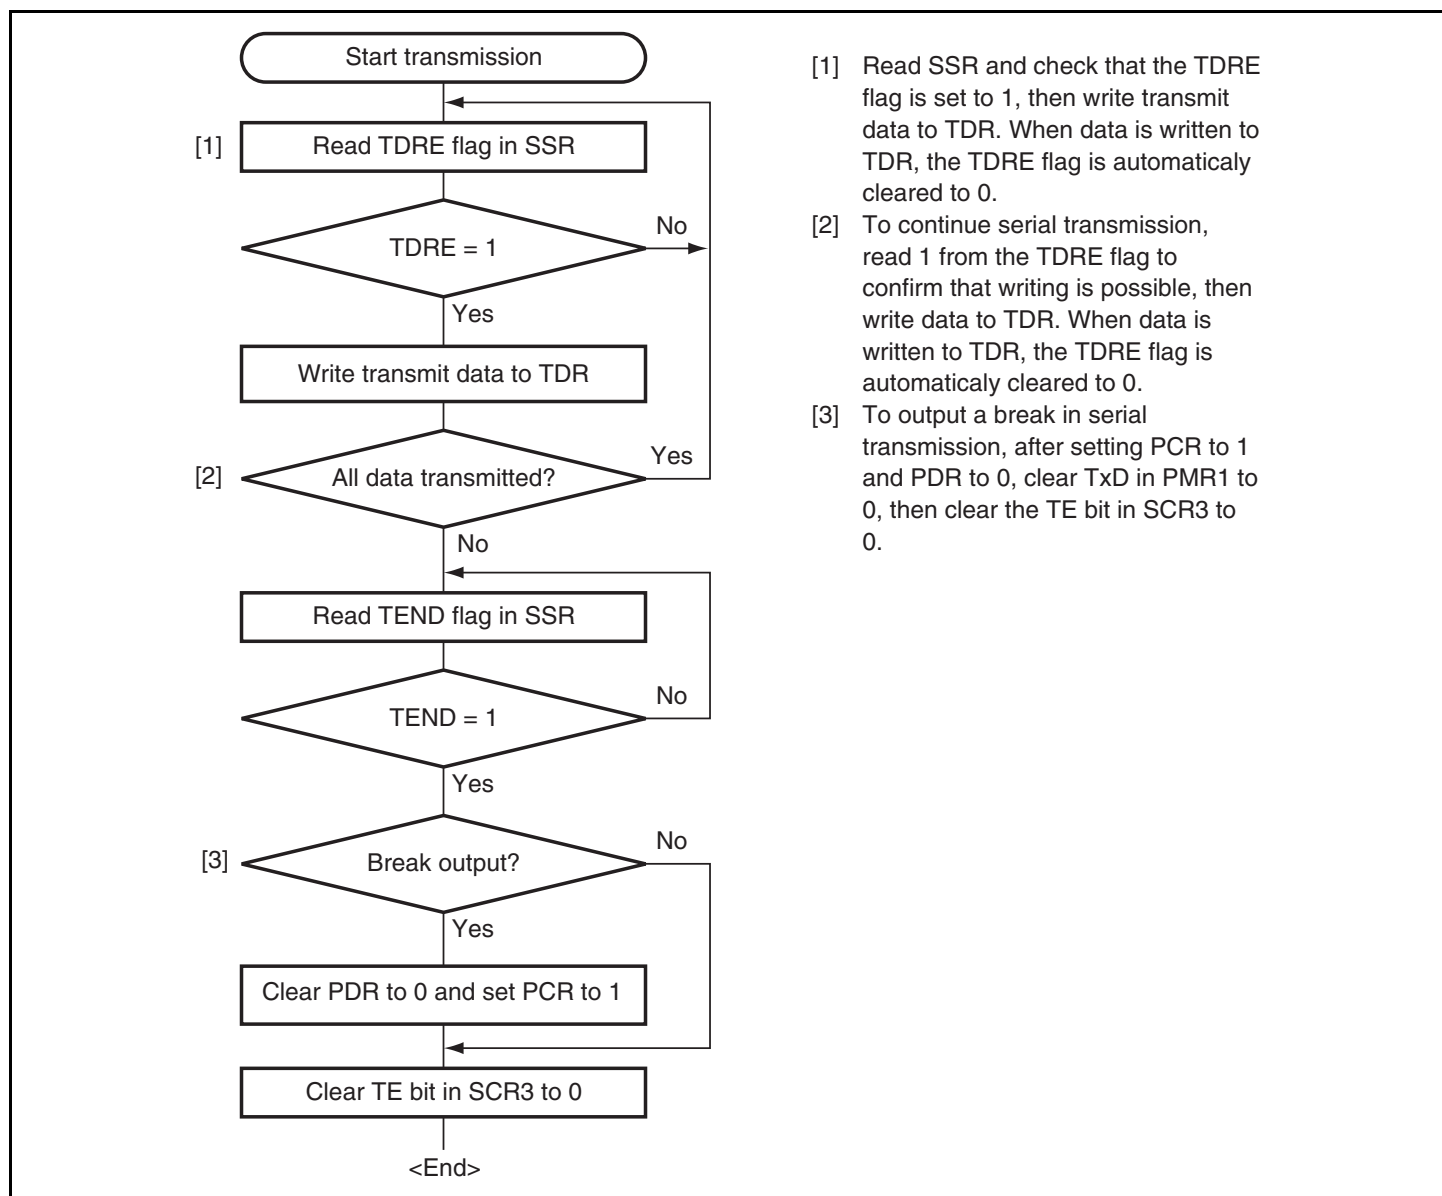 Start transmission
[1]
Read TDRE flag in SSR
No
TDRE = 1
Yes
Write transmit data to TDR
Yes
[2]
All data transmitted?
No
Read TEND flag in SSR
No
TEND = 1
Yes
No
[3]
Break output?
Yes
Clear PDR to 0 and set PCR to 1
Clear TE bit in SCR3 to 0
<End>
[1] Read SSR and check that the TDRE
flag is set to 1, then write transmit
data to TDR. When data is written to
TDR, the TDRE flag is automaticaly
cleared to 0.
[2] To continue serial transmission,
read 1 from the TDRE flag to
confirm that writing is possible, then
write data to TDR. When data is
written to TDR, the TDRE flag is
automaticaly cleared to 0.
[3] To output a break in serial
transmission, after setting PCR to 1
and PDR to 0, clear TxD in PMR1 to
0, then clear the TE bit in SCR3 to
0.